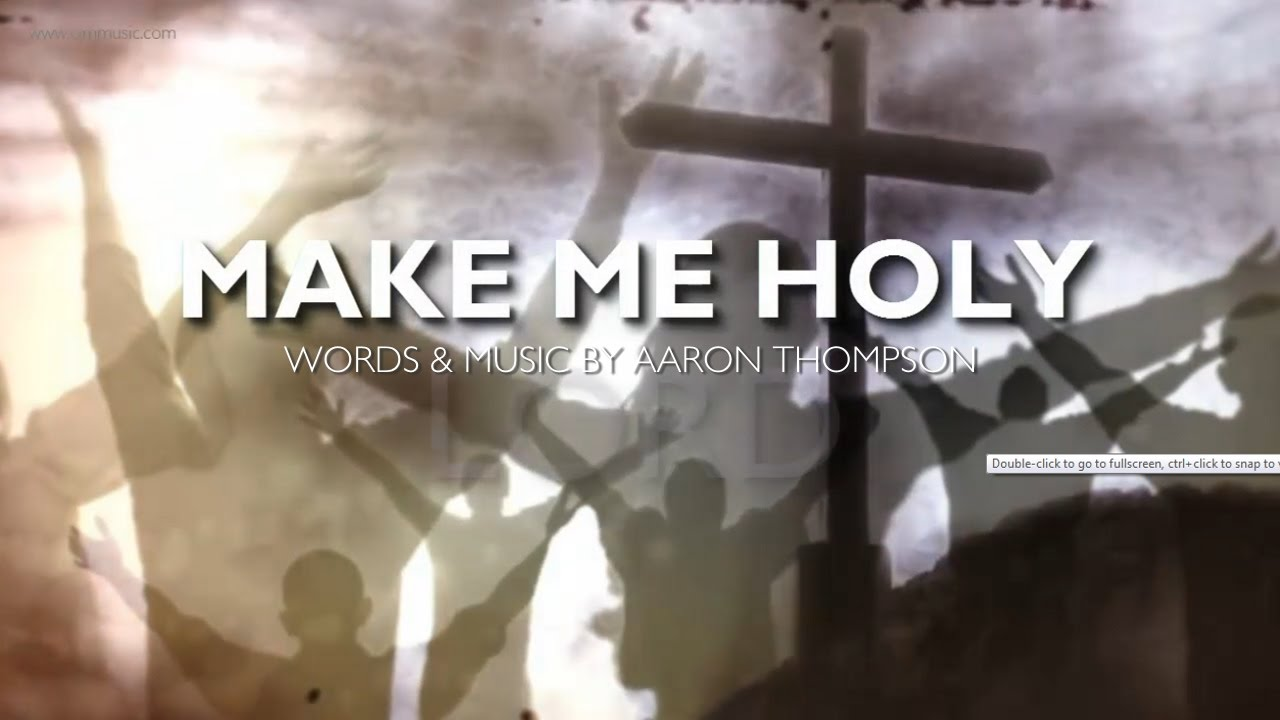 MAKE ME HOLY
WORDS & MUSIC BY AARON THOMPSON
LORD
Double-click to go to fullscreen, ctrl+click to snap to